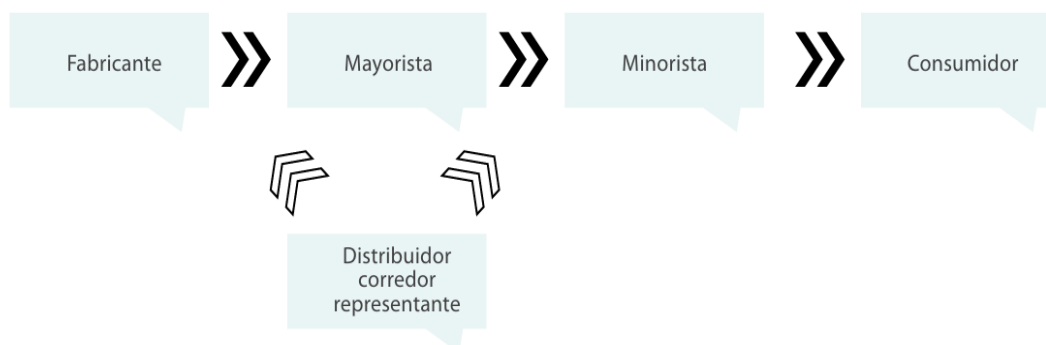 Fabricante
Mayorista
Minorista
Consumidor
Distribuidor
corredor
representante